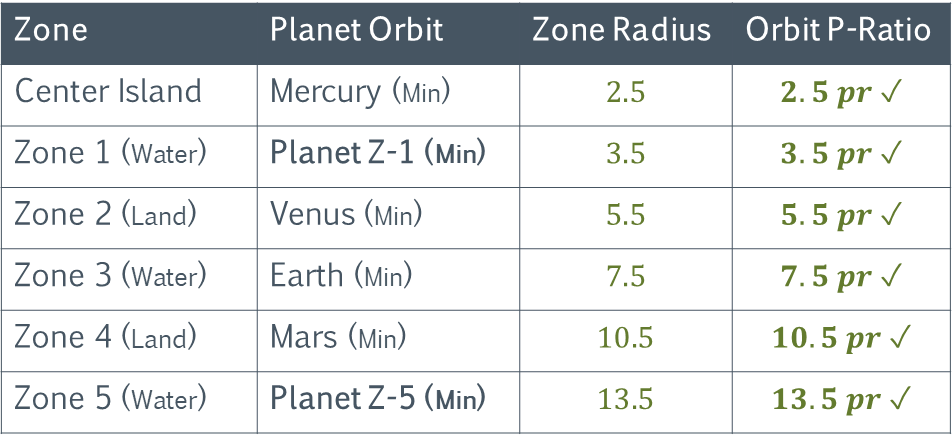 Zone Planet Orbit Zone Radius Orbit P-Ratio
Center Island Mercury (Min) 2.5 2.5 pr ✓
Zone 1 (Water) Planet Z-1 (Min) 3.5 3.5 pr ✓
Zone 2 (Land) Venus (Min) 5.5 5.5 pr ✓
Zone 3 (Water) Earth (Min) 7.5 7.5 pr ✓
Zone 4 (Land) Mars (Min) 10.5 10.5 pr ✓
Zone 5 (Water) Planet Z-5 (Min) 13.5 13.5 pr ✓